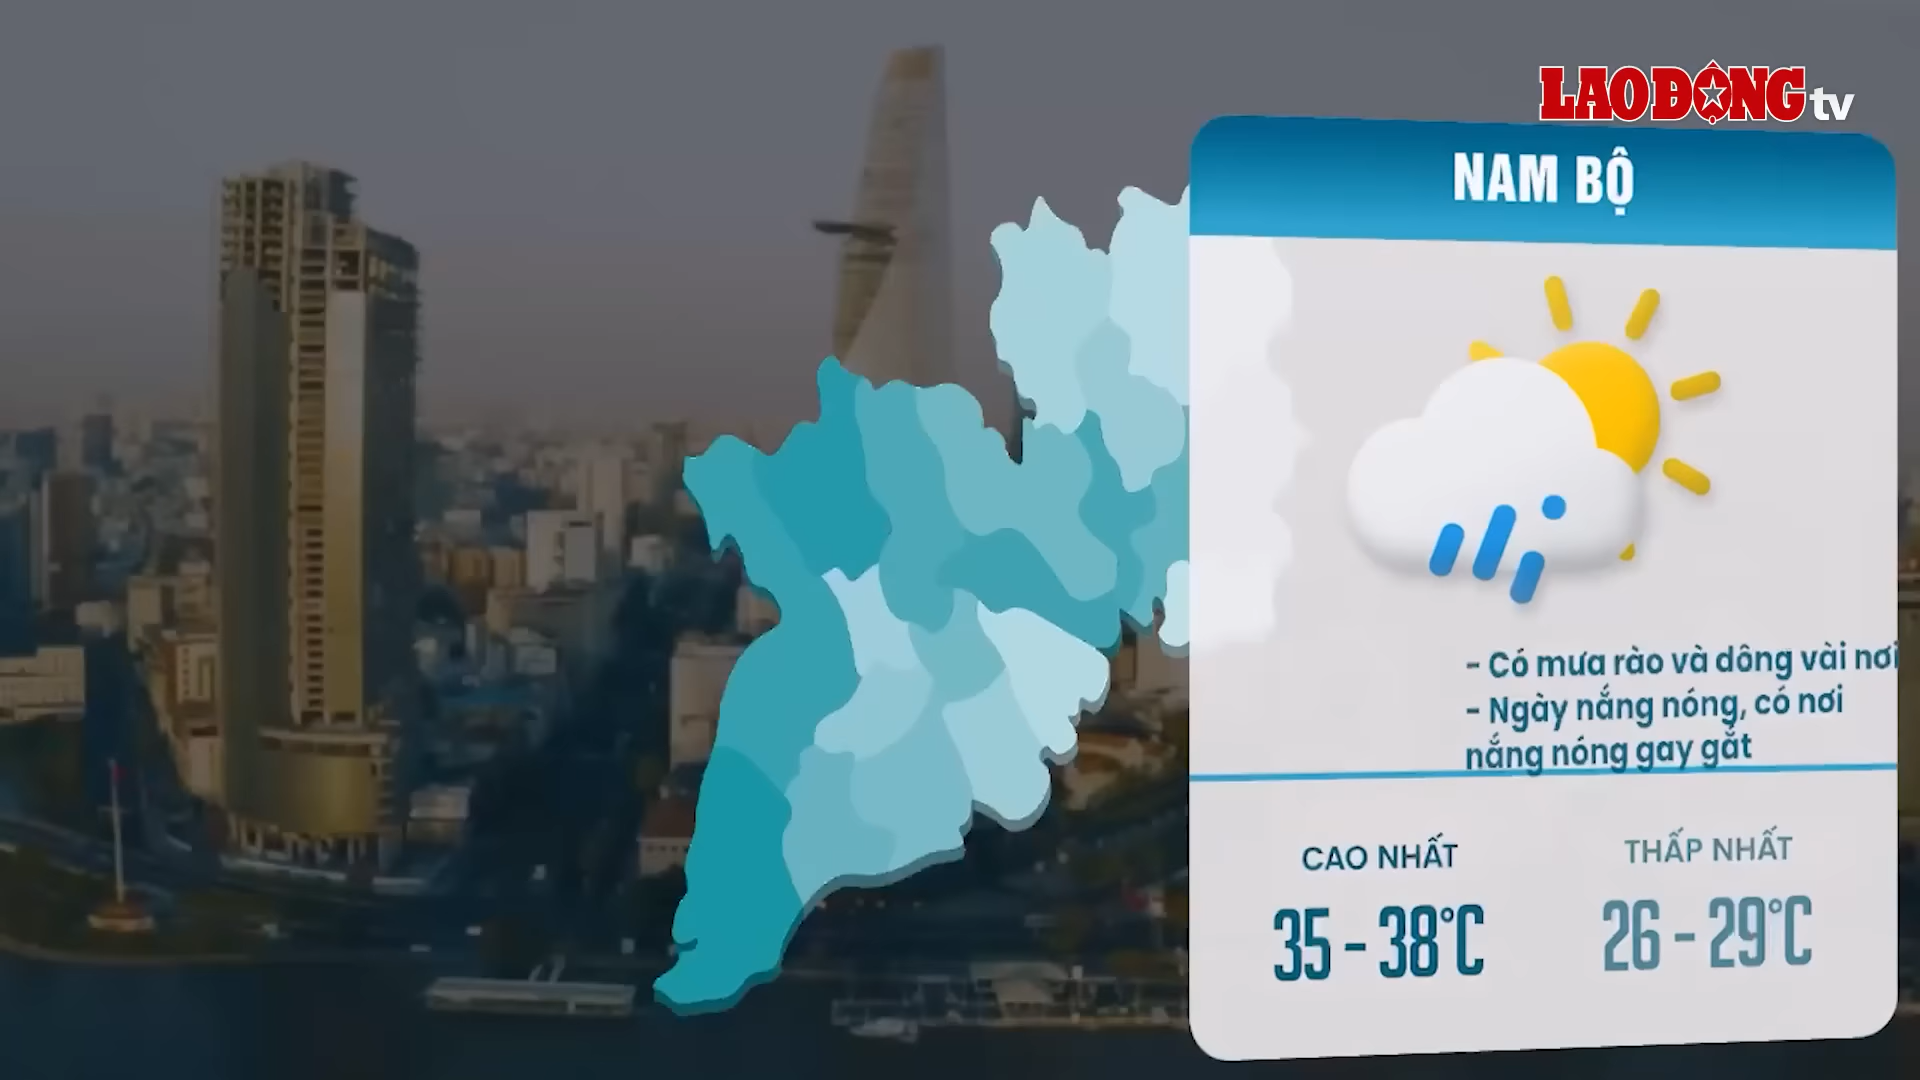 LAO ĐỘNG tv
NAM BỘ
- Có mưa rào và dông vài nơi
- Ngày nắng nóng, có nơi
nắng nóng gay gắt
CAO NHẤT
THẤP NHẤT
35 - 38°C
26 - 29°C